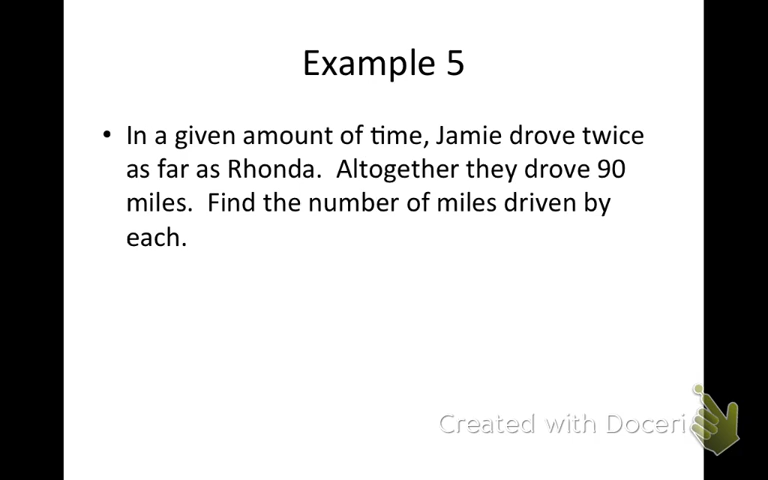 Example 5
• In a given amount of time, Jamie drove twice
as far as Rhonda.  Altogether they drove 90
miles.  Find the number of miles driven by
each.
Created with Doceri